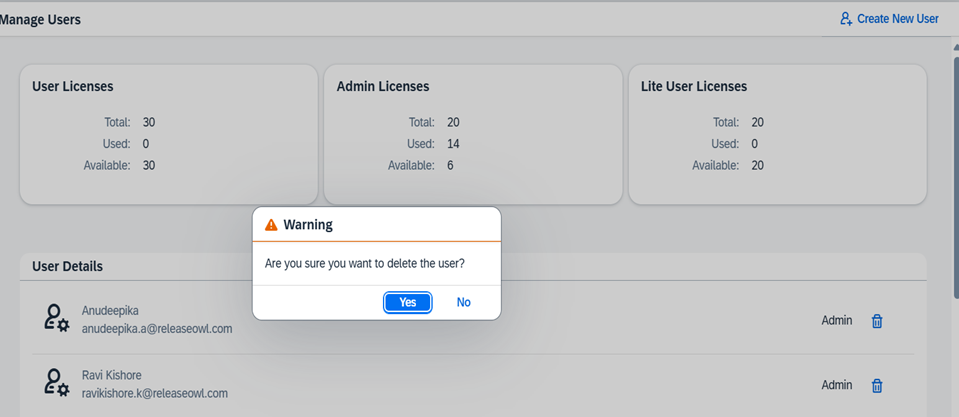 Manage Users
Create New User
User Licenses
Total: 30
Used: 0
Available: 30
Admin Licenses
Total: 20
Used: 14
Available: 6
Lite User Licenses
Total: 20
Used: 0
Available: 20
Warning
Are you sure you want to delete the user?
Yes No
User Details
Anudeepika
anudeepika.a@releaseowl.com
Admin
Ravi Kishore
ravikishore.k@releaseowl.com
Admin